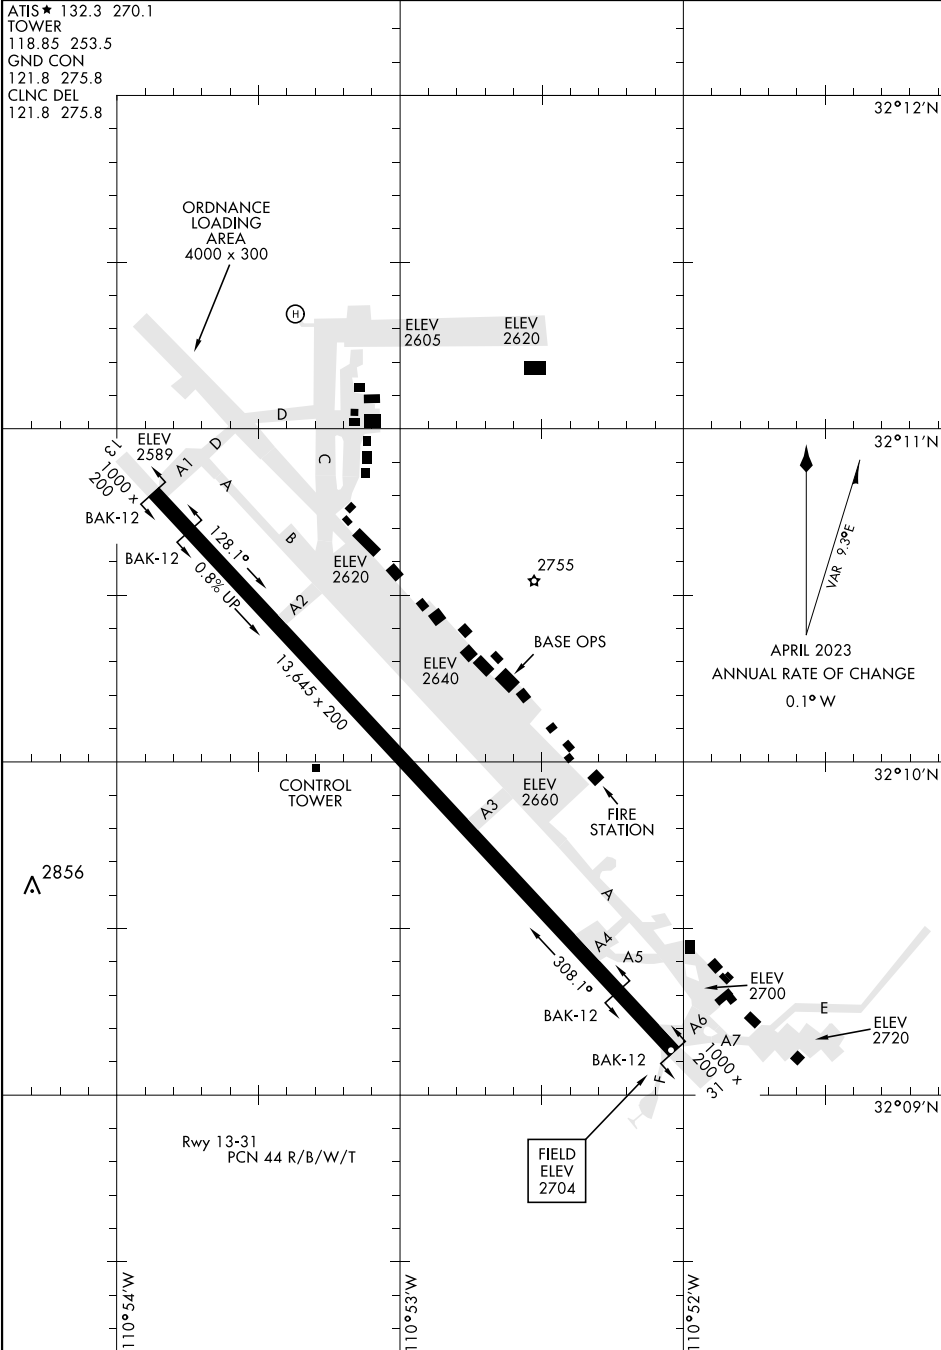 ATIS★ 132.3 270.1
TOWER
118.85 253.5
GND CON
121.8 275.8
CLNC DEL
121.8 275.8
32°12'N
ORDNANCE
LOADING
AREA
4000 x 300
H
ELEV
2605
ELEV
2620
D
32°11'N
13
ELEV
2589
D
A1
C
1000 x
200
A
BAK-12
B
BAK-12
128.1°
0.8% UP
ELEV
2620
2755
VAR 9.3°E
A2
BASE OPS
ELEV
2640
APRIL 2023
ANNUAL RATE OF CHANGE
0.1° W
13,645 x 200
32°10'N
CONTROL
TOWER
ELEV
2660
A3
FIRE
STATION
2856
A
A4
A5
308.1°
ELEV
2700
BAK-12
E
A6
ELEV
2720
A7
BAK-12
1000 x
200
31
F
32°09'N
Rwy 13-31
PCN 44 R/B/W/T
FIELD
ELEV
2704
110°54'W
110°53'W
110°52'W